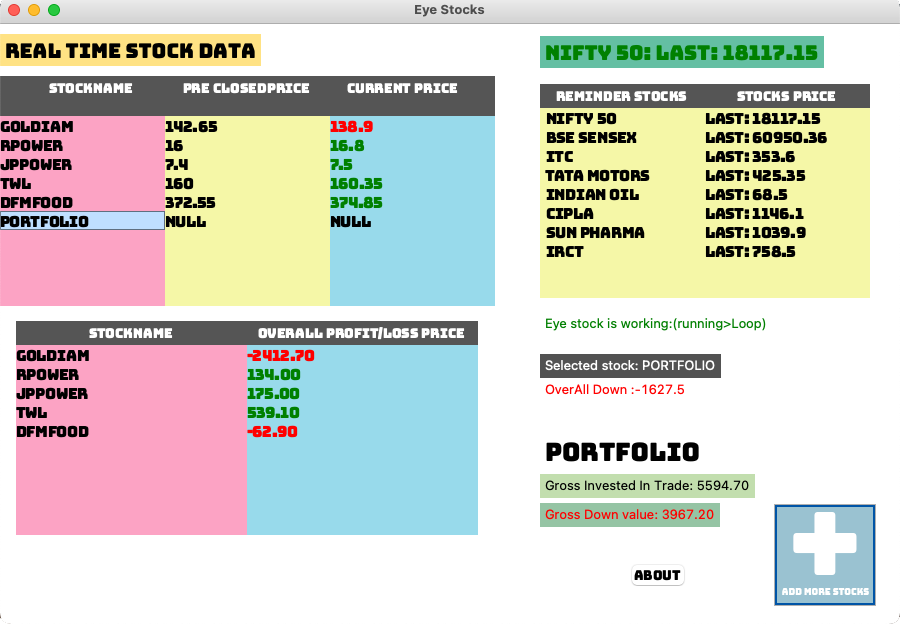 Eye Stocks
REAL TIME STOCK DATA
STOCKNAME PRE CLOSEDPRICE CURRENT PRICE
GOLDIAM 142.65 138.9
RPOWER 16 16.8
JPPOWER 7.4 7.5
TWL 160 160.35
DFMFOOD 372.55 374.85
PORTFOLIO NULL NULL
STOCKNAME OVERALL PROFIT/LOSS PRICE
GOLDIAM -2412.70
RPOWER 134.00
JPPOWER 175.00
TWL 539.10
DFMFOOD -62.90
NIFTY 50: LAST: 18117.15
REMINDER STOCKS STOCKS PRICE
NIFTY 50 LAST: 18117.15
BSE SENSEX LAST: 60950.36
ITC LAST: 353.6
TATA MOTORS LAST: 425.35
INDIAN OIL LAST: 68.5
CIPLA LAST: 1146.1
SUN PHARMA LAST: 1039.9
IRCT LAST: 758.5
Eye stock is working:(running>Loop)
Selected stock: PORTFOLIO
OverAll Down :-1627.5
PORTFOLIO
Gross Invested In Trade: 5594.70
Gross Down value: 3967.20
ABOUT
ADD MORE STOCKS